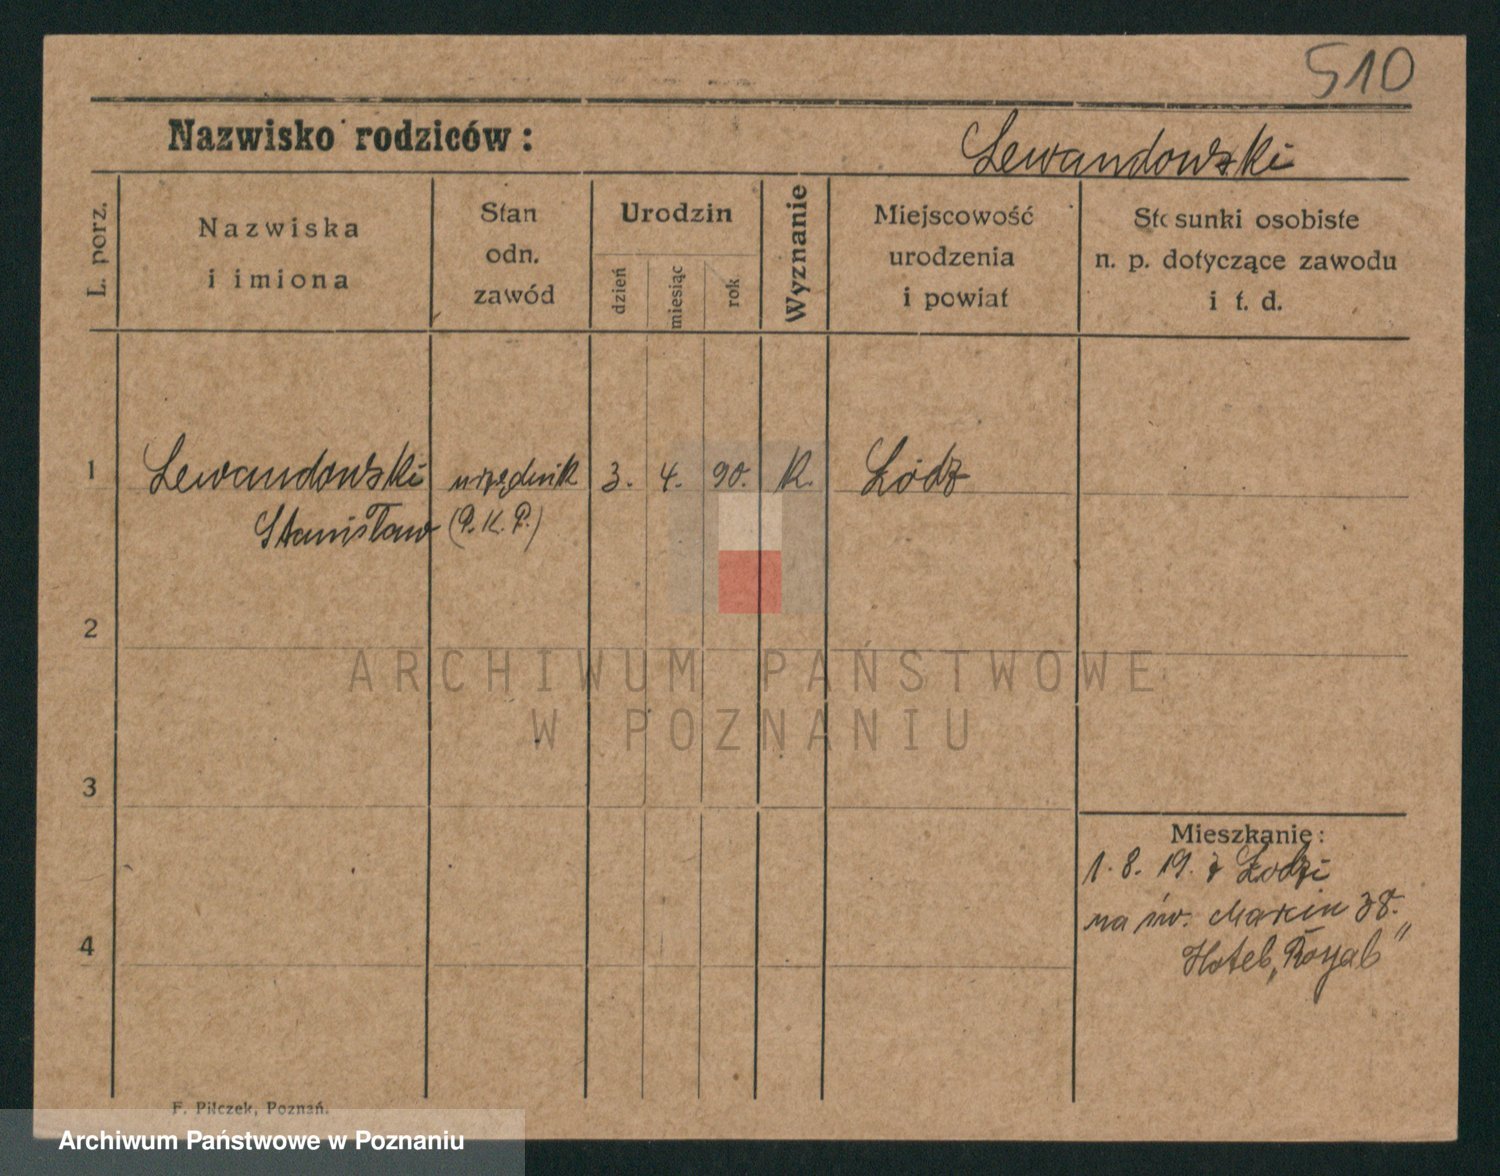 510
Nazwisko rodziców:
Lewandowski
L. porz.
Nazwiska
i imiona
Stan
odn.
zawód
Urodzin
dzień
miesiąc
rok
Wyznanie
Miejscowość
urodzenia
i powiat
Stosunki osobiste
n. p. dotyczące zawodu
i t. d.
1 Lewandowski urzędnik 3. 4. 90. K. Łódź
Stanisław (P. K. P.)
2
3
4
Mieszkanie:
1. 8. 19. z Łodzi
na św. Marcin 38.
Hotel „Royal"
F. Pilczek, Poznań.
ARCHIWUM PAŃSTWOWE
W POZNANIU
Archiwum Państwowe w Poznaniu